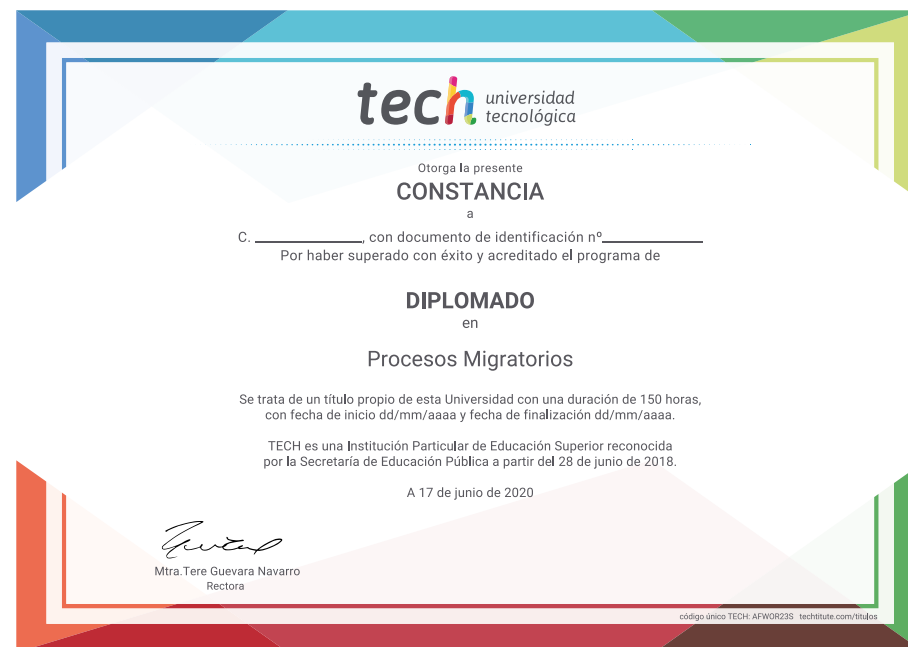 tech universidad
tecnológica
Otorga la presente
CONSTANCIA
a
C. ______________, con documento de identificación nº_____________
Por haber superado con éxito y acreditado el programa de
DIPLOMADO
en
Procesos Migratorios
Se trata de un título propio de esta Universidad con una duración de 150 horas,
con fecha de inicio dd/mm/aaaa y fecha de finalización dd/mm/aaaa.
TECH es una Institución Particular de Educación Superior reconocida
por la Secretaría de Educación Pública a partir del 28 de junio de 2018.
A 17 de junio de 2020
Mtra.Tere Guevara Navarro
Rectora
código único TECH: AFWOR23S techtitute.com/titulos